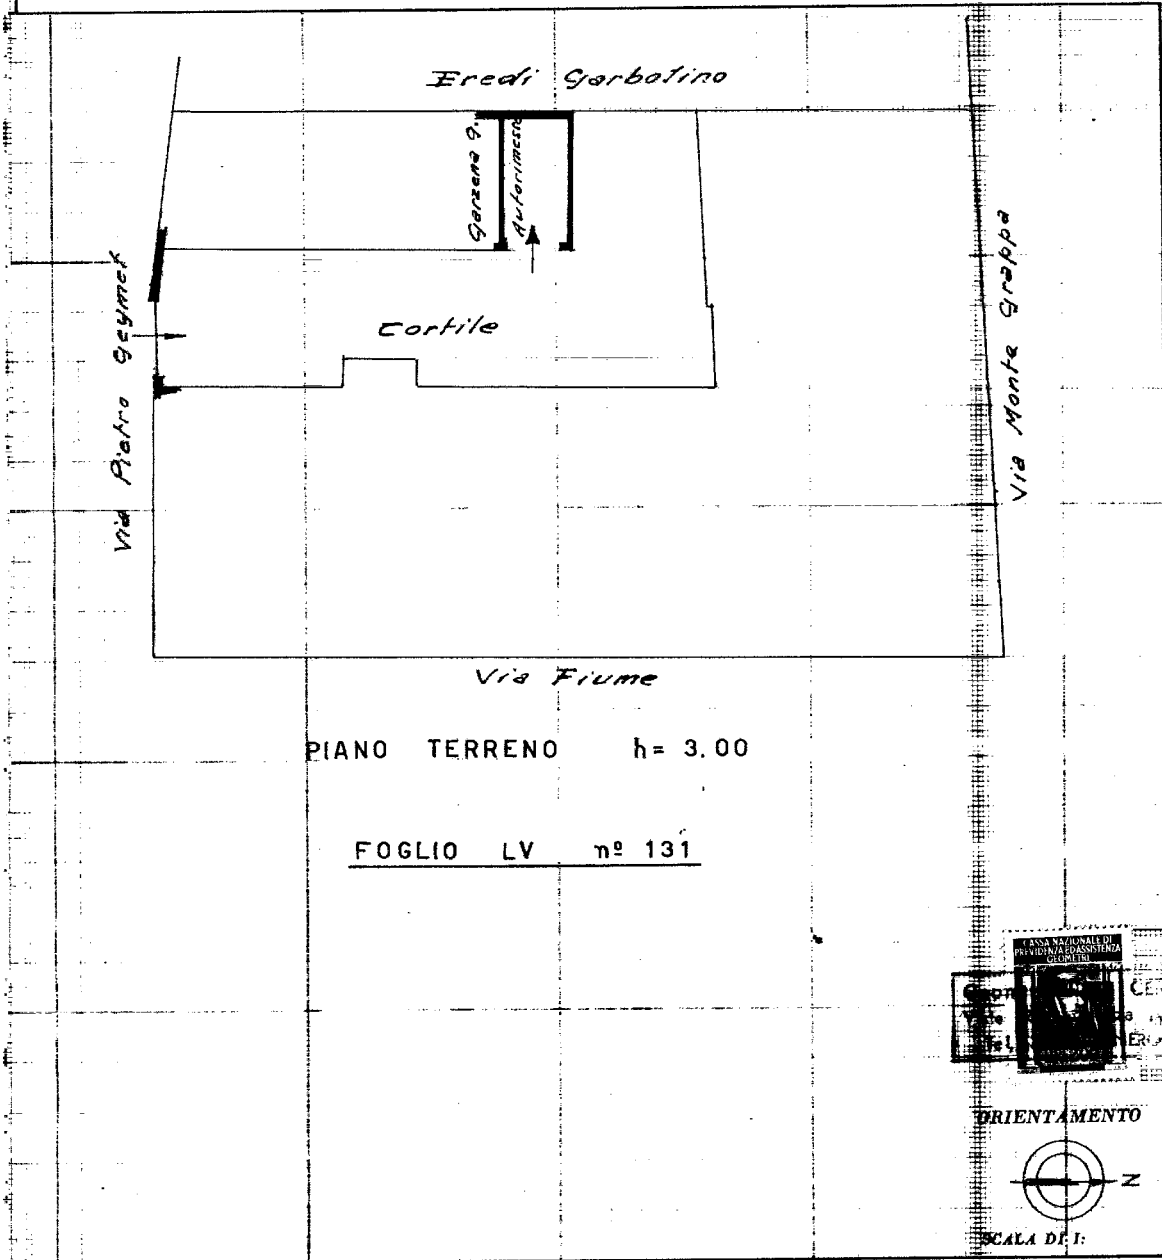 Eredi Garbolino
Garzena G.
Autorimessa
Via Pietro Geymet
Cortile
Via Monte Grappa
Via Fiume
PIANO TERRENO h= 3.00
FOGLIO LV nº 131
CASSA NAZIONALE DI
PREVIDENZA ED ASSISTENZA
GEOMETRI
ORIENTAMENTO
N
SCALA DI 1: